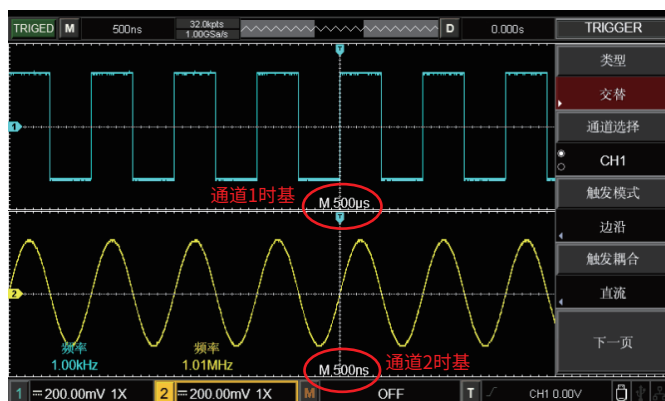 TRIGED M 500ns 32.0kpts D 0.000s TRIGGER
1.00GSa/s
T
类型
交替
通道选择
1
CH1
触发模式
通道1时基
M 500μs
T
边沿
触发耦合
2
直流
频率 频率
下一页
1.00kHz 1.01MHz
M 500ns 通道2时基
1 200.00mV 1X 2 200.00mV 1X M OFF T CH1 0.00V